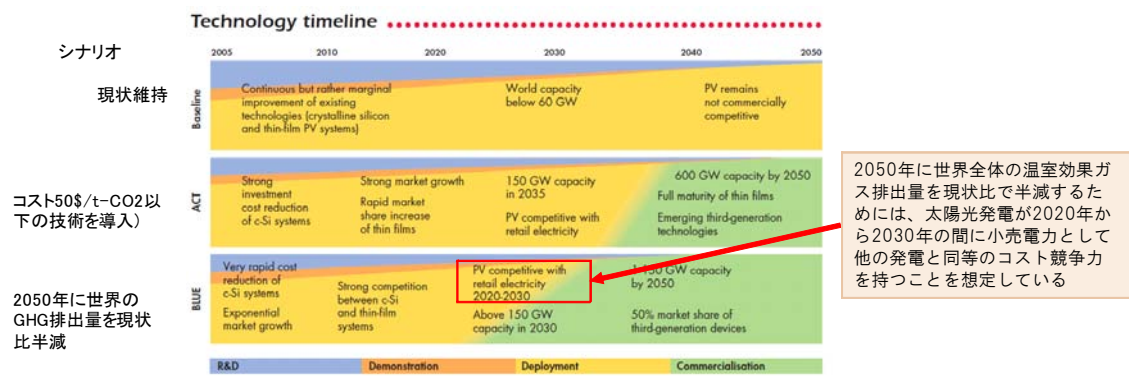 Technology timeline
シナリオ
2005 2010 2020 2030 2040 2050
現状維持
Baseline
Continuous but rather marginal
improvement of existing
technologies (crystalline silicon
and thin-film PV systems)
World capacity
below 60 GW
PV remains
not commercially
competitive
コスト50$/t-CO2以
下の技術を導入)
ACT
Strong
investment
cost reduction
of c-Si systems
Strong market growth
Rapid market
share increase
of thin films
150 GW capacity
in 2035
PV competitive with
retail electricity
600 GW capacity by 2050
Full maturity of thin films
Emerging third-generation
technologies
2050年に世界の
GHG排出量を現状
比半減
BLUE
Very rapid cost
reduction of
c-Si systems
Exponential
market growth
Strong competition
between c-Si
and thin-film
systems
PV competitive with
retail electricity
2020-2030
Above 150 GW
capacity in 2030
GW capacity
by 2050
50% market share of
third-generation devices
R&D Demonstration Deployment Commercialisation
2050年に世界全体の温室効果ガ
ス排出量を現状比で半減するた
めには、太陽光発電が2020年か
ら2030年の間に小売電力として
他の発電と同等のコスト競争力
を持つことを想定している